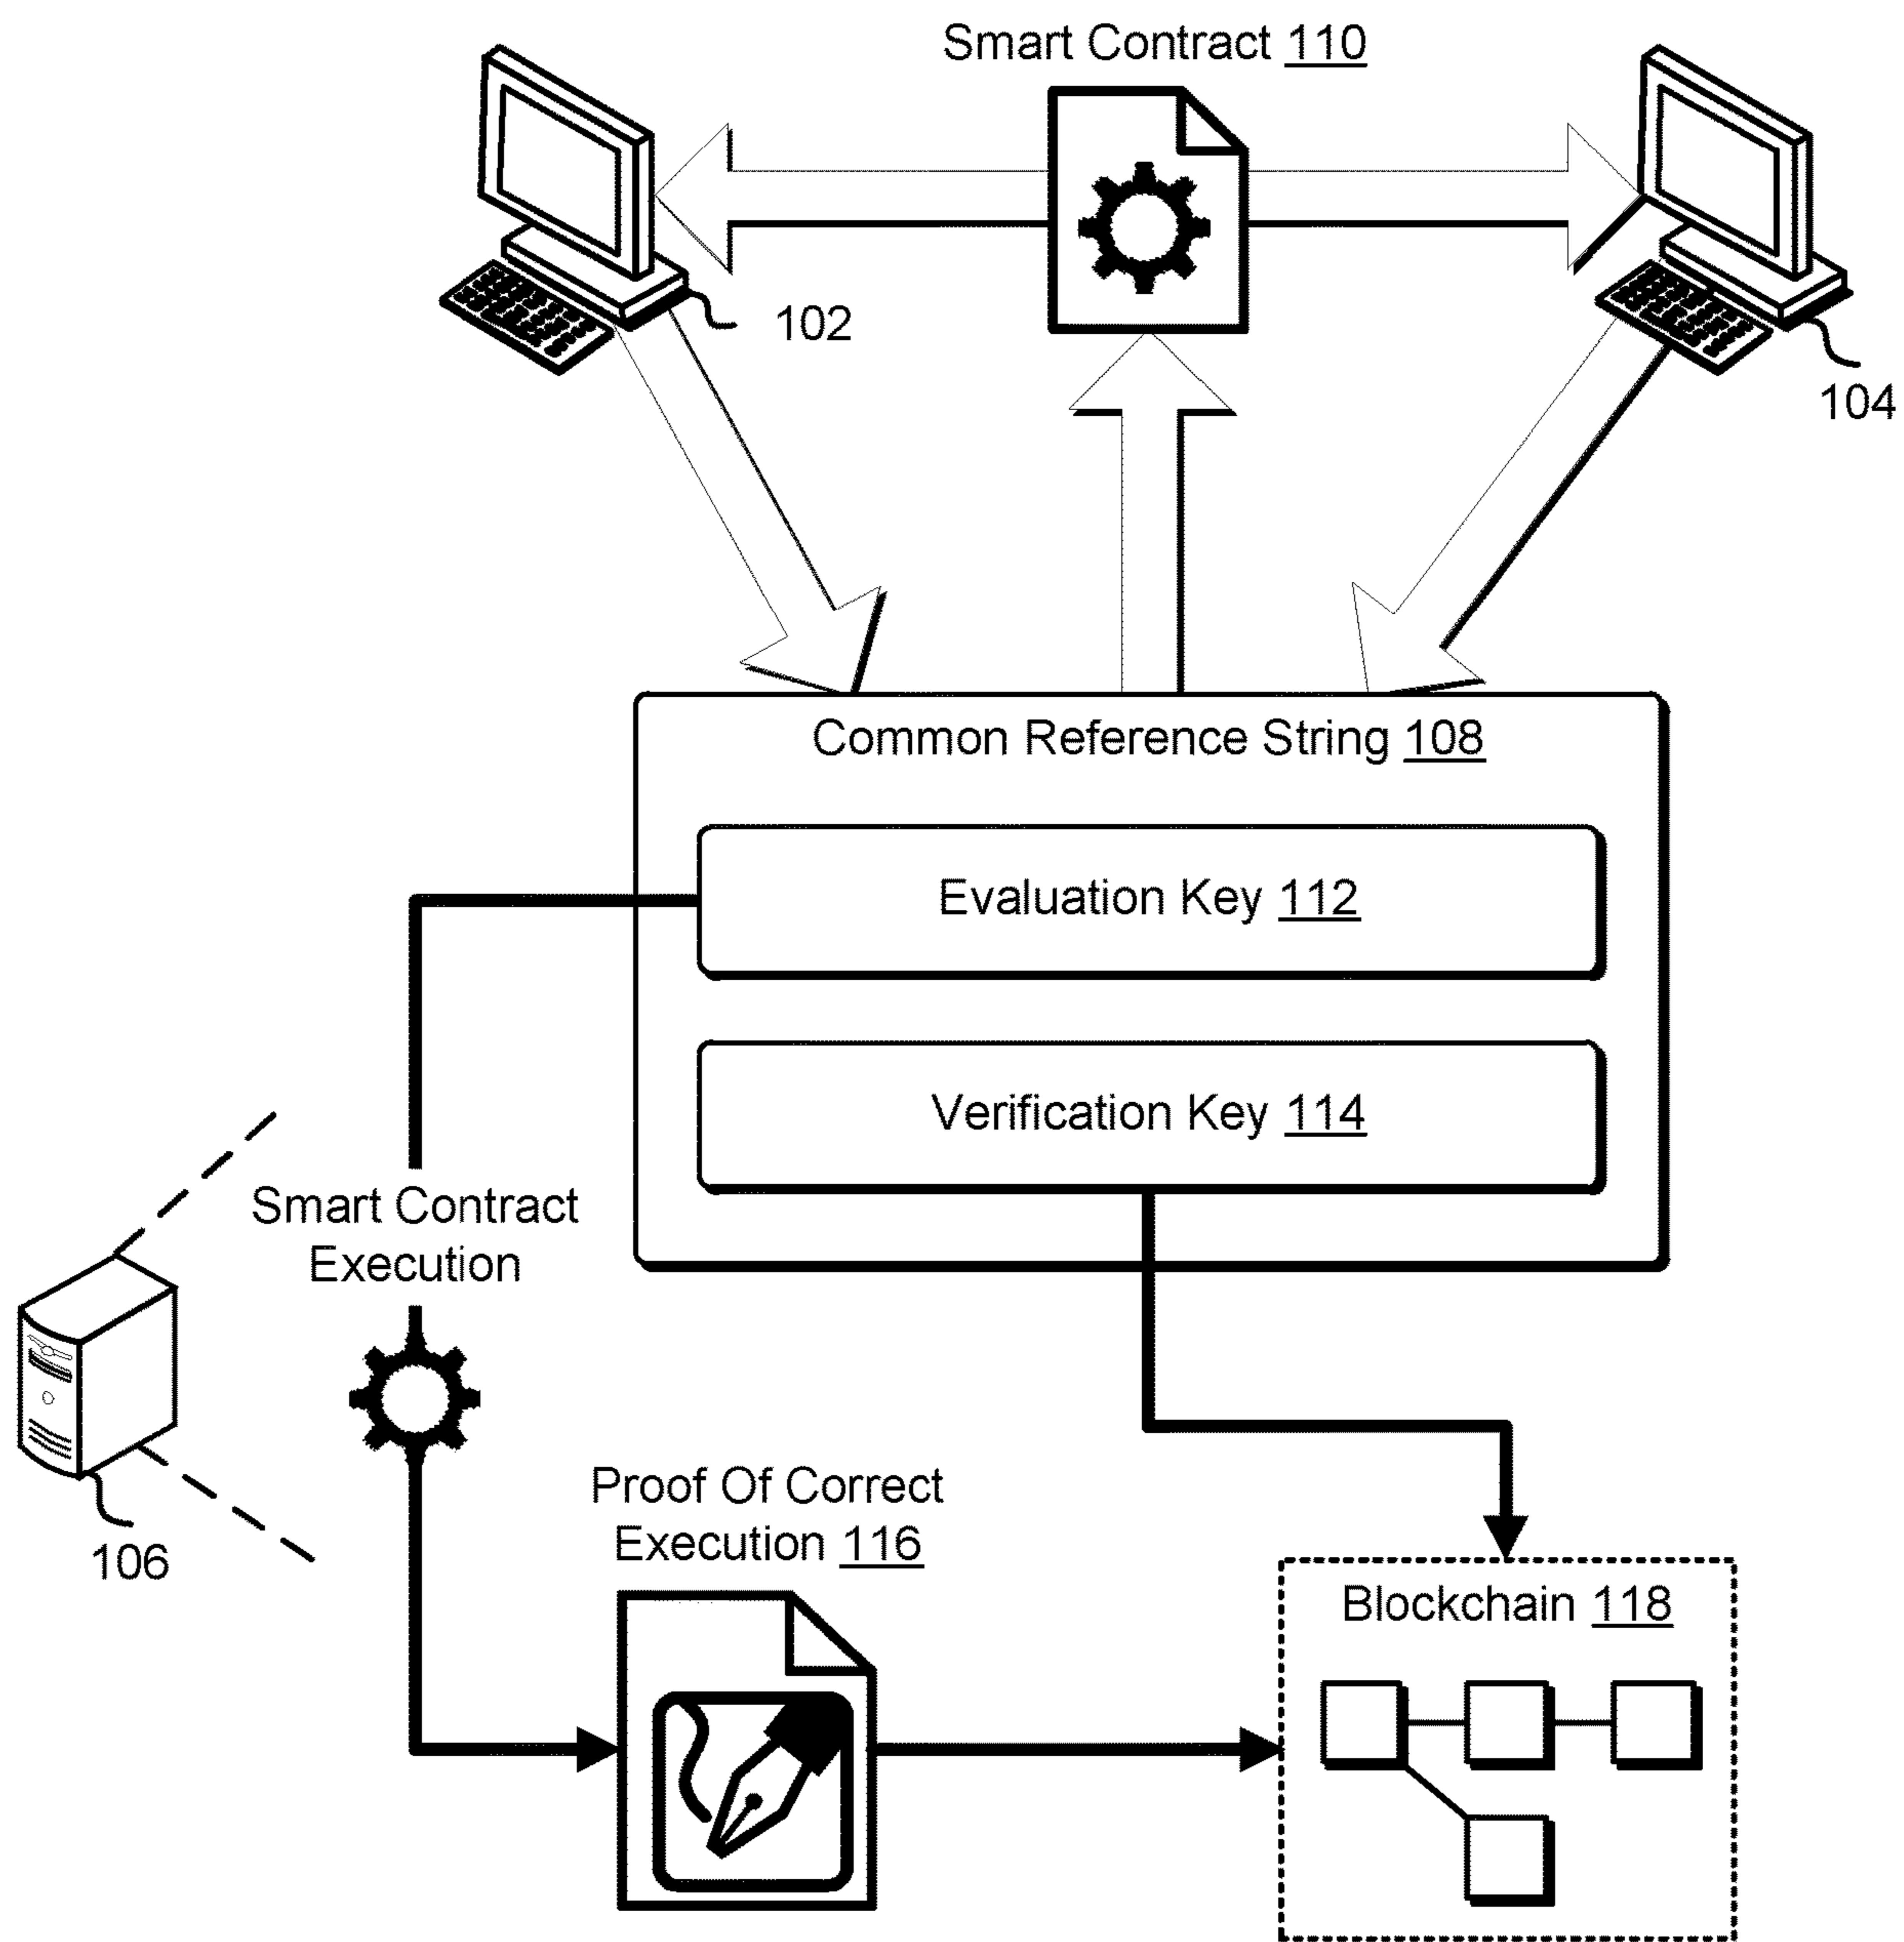 Smart Contract 110
102
104
Common Reference String 108
Evaluation Key 112
Verification Key 114
Smart Contract
Execution
106
Proof Of Correct
Execution 116
Blockchain 118